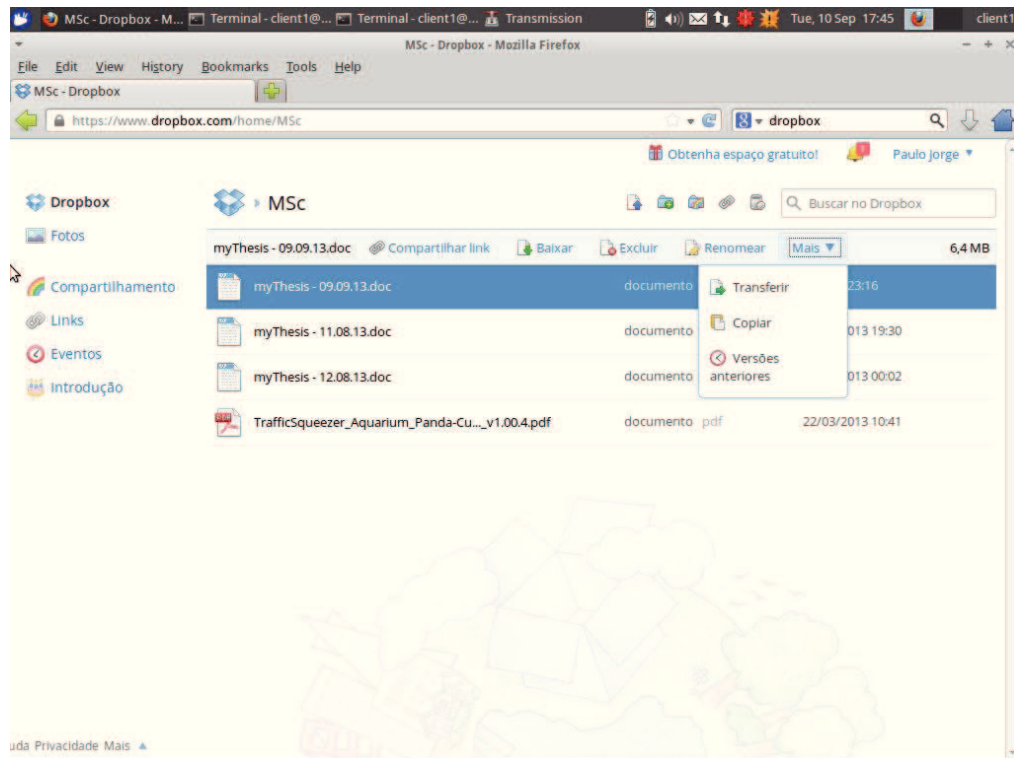 MSc - Dropbox - M... Terminal - client1@... Terminal - client1@... Transmission Tue, 10 Sep 17:45 client1
MSc - Dropbox - Mozilla Firefox
File Edit View History Bookmarks Tools Help
MSc - Dropbox
https://www.dropbox.com/home/MSc dropbox
Obtenha espaço gratuito! Paulo Jorge
Dropbox MSc Buscar no Dropbox
Fotos
myThesis - 09.09.13.doc Compartilhar link Baixar Excluir Renomear Mais 6,4 MB
Compartilhamento myThesis - 09.09.13.doc documento Transferir 23:16
Links Copiar
myThesis - 11.08.13.doc documento 013 19:30
Eventos Versões
anteriores
myThesis - 12.08.13.doc documento 013 00:02
Introdução
TrafficSqueezer_Aquarium_Panda-Cu..._v1.00.4.pdf documento pdf 22/03/2013 10:41
uda Privacidade Mais